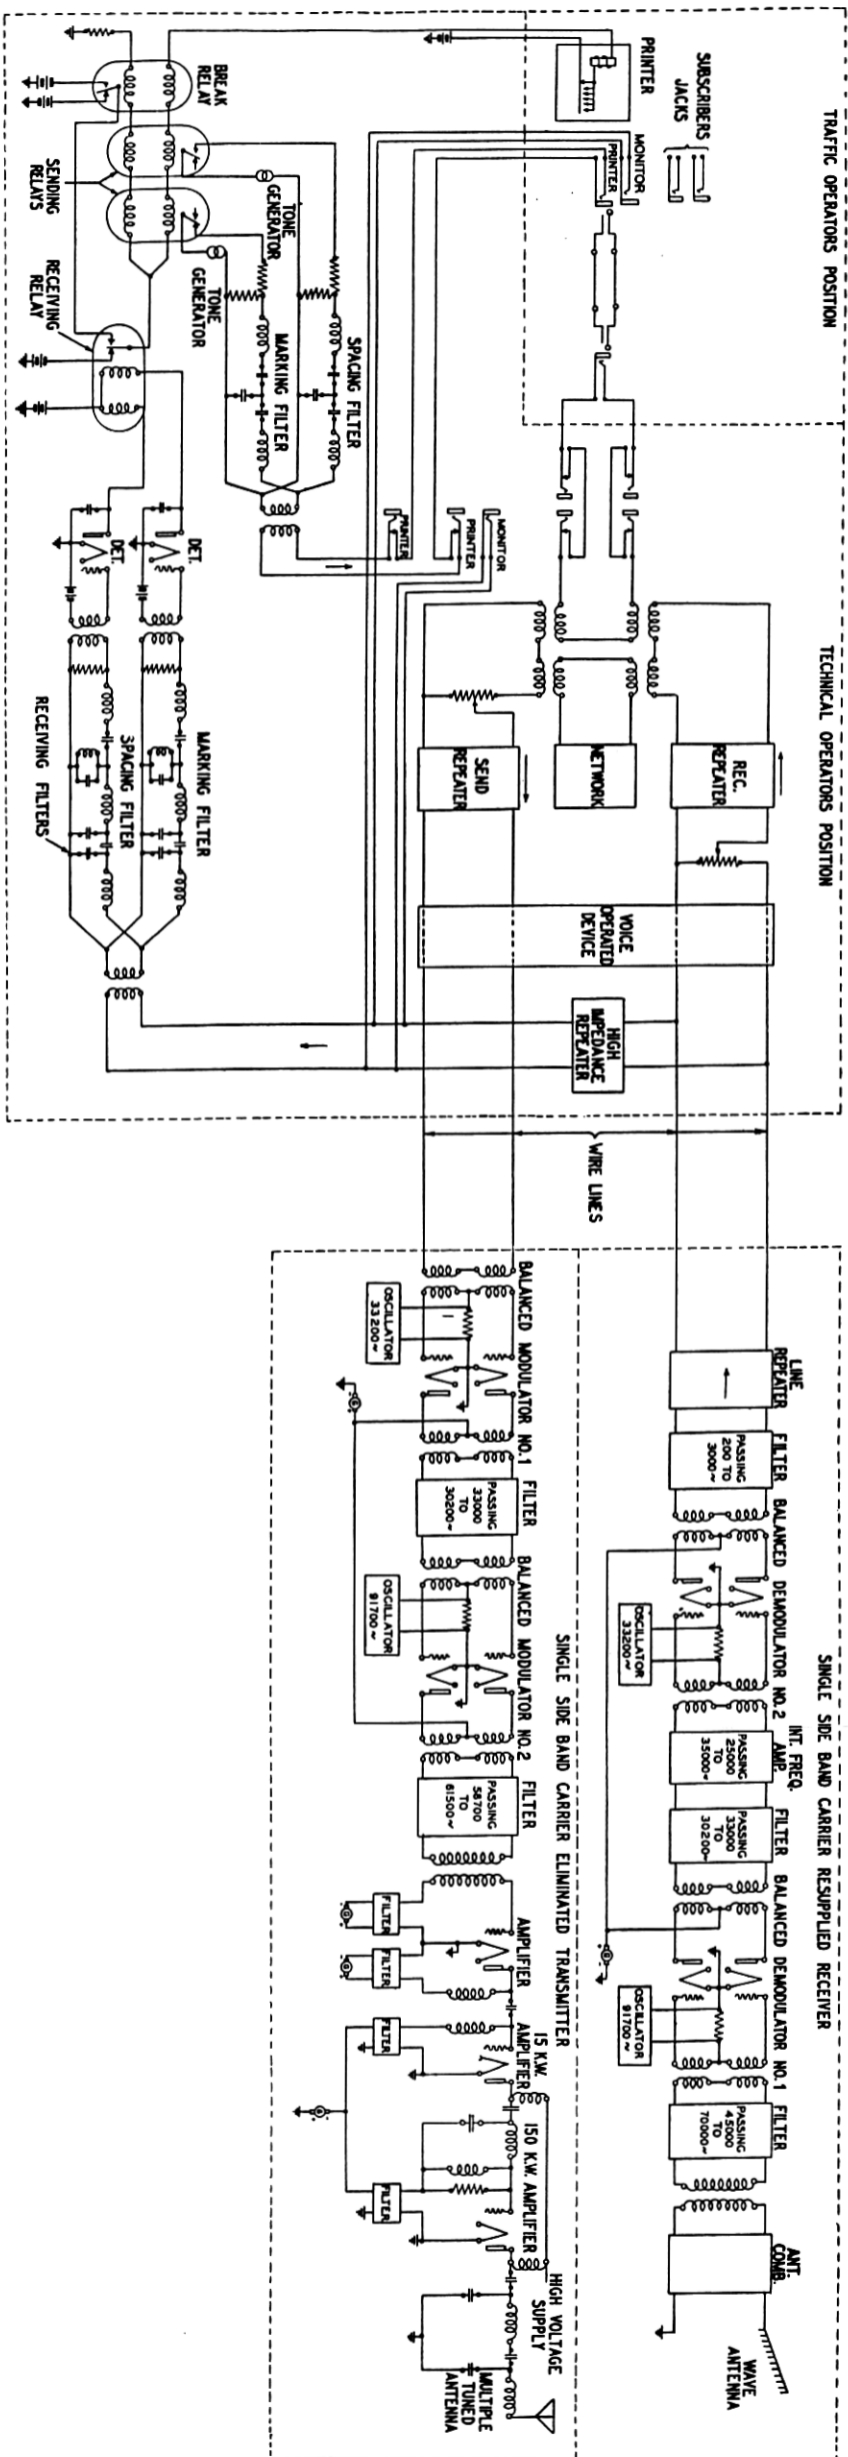 TRAFFIC OPERATORS POSITION
TECHNICAL OPERATORS POSITION
SUBSCRIBERS
JACKS
PRINTER
MONITOR
PRINTER
BREAK
RELAY
SENDING
RELAYS
TONE
GENERATOR
TONE
GENERATOR
RECEIVING
RELAY
SPACING FILTER
MARKING FILTER
PRINTER
PRINTER
MONITOR
DET.
DET.
MARKING FILTER
SPACING FILTER
RECEIVING FILTERS
REC.
REPEATER
NETWORK
SEND
REPEATER
VOICE
OPERATED
DEVICE
HIGH
IMPEDANCE
REPEATER
WIRE LINES
SINGLE SIDE BAND CARRIER RESUPPLIED RECEIVER
LINE
REPEATER
FILTER
PASSING
200 TO
3000~
BALANCED DEMODULATOR NO.2
OSCILLATOR
33200~
INT. FREQ.
AMP.
PASSING
25000
TO
35000~
FILTER
PASSING
33000
TO
30200~
BALANCED DEMODULATOR NO.1
OSCILLATOR
91700~
FILTER
PASSING
45000
TO
70000~
ANT.
COMB.
WAVE
ANTENNA
SINGLE SIDE BAND CARRIER ELIMINATED TRANSMITTER
BALANCED MODULATOR NO.1
OSCILLATOR
33200~
FILTER
PASSING
33000
TO
30200~
BALANCED MODULATOR NO.2
OSCILLATOR
91700~
FILTER
PASSING
58700
TO
61500~
AMPLIFIER
FILTER
FILTER
15 K.W.
AMPLIFIER
FILTER
150 K.W. AMPLIFIER
FILTER
HIGH VOLTAGE
SUPPLY
MULTIPLE
TUNED
ANTENNA